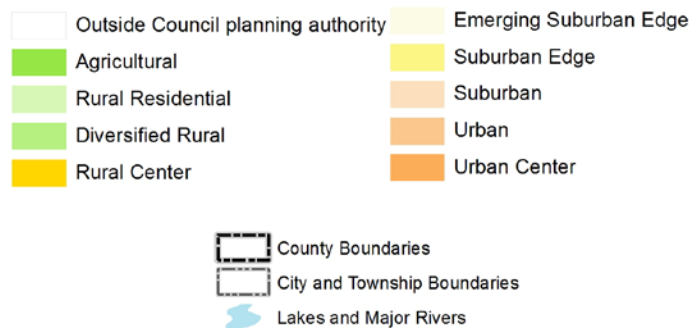 Outside Council planning authority
Agricultural
Rural Residential
Diversified Rural
Rural Center
Emerging Suburban Edge
Suburban Edge
Suburban
Urban
Urban Center
County Boundaries
City and Township Boundaries
Lakes and Major Rivers